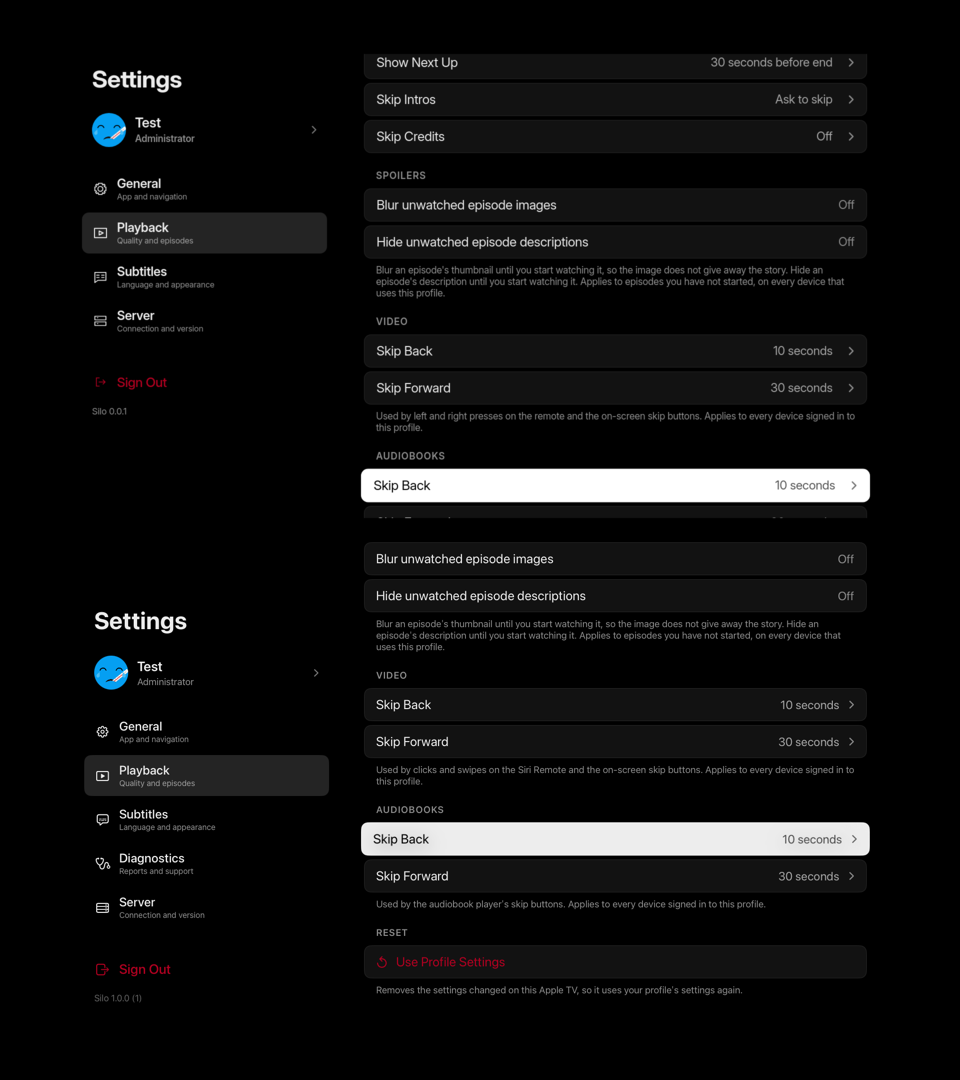 Settings
Test
Administrator
General
App and navigation
Playback
Quality and episodes
Subtitles
Language and appearance
Server
Connection and version
Sign Out
Silo 0.0.1
Show Next Up 30 seconds before end
Skip Intros Ask to skip
Skip Credits Off
SPOILERS
Blur unwatched episode images Off
Hide unwatched episode descriptions Off
Blur an episode's thumbnail until you start watching it, so the image does not give away the story. Hide an
episode's description until you start watching it. Applies to episodes you have not started, on every device that
uses this profile.
VIDEO
Skip Back 10 seconds
Skip Forward 30 seconds
Used by left and right presses on the remote and the on-screen skip buttons. Applies to every device signed in to
this profile.
AUDIOBOOKS
Skip Back 10 seconds
Settings
Test
Administrator
General
App and navigation
Playback
Quality and episodes
Subtitles
Language and appearance
Diagnostics
Reports and support
Server
Connection and version
Sign Out
Silo 1.0.0 (1)
Blur unwatched episode images Off
Hide unwatched episode descriptions Off
Blur an episode's thumbnail until you start watching it, so the image does not give away the story. Hide an
episode's description until you start watching it. Applies to episodes you have not started, on every device that
uses this profile.
VIDEO
Skip Back 10 seconds
Skip Forward 30 seconds
Used by clicks and swipes on the Siri Remote and the on-screen skip buttons. Applies to every device signed in to
this profile.
AUDIOBOOKS
Skip Back 10 seconds
Skip Forward 30 seconds
Used by the audiobook player's skip buttons. Applies to every device signed in to this profile.
RESET
Use Profile Settings
Removes the settings changed on this Apple TV, so it uses your profile's settings again.